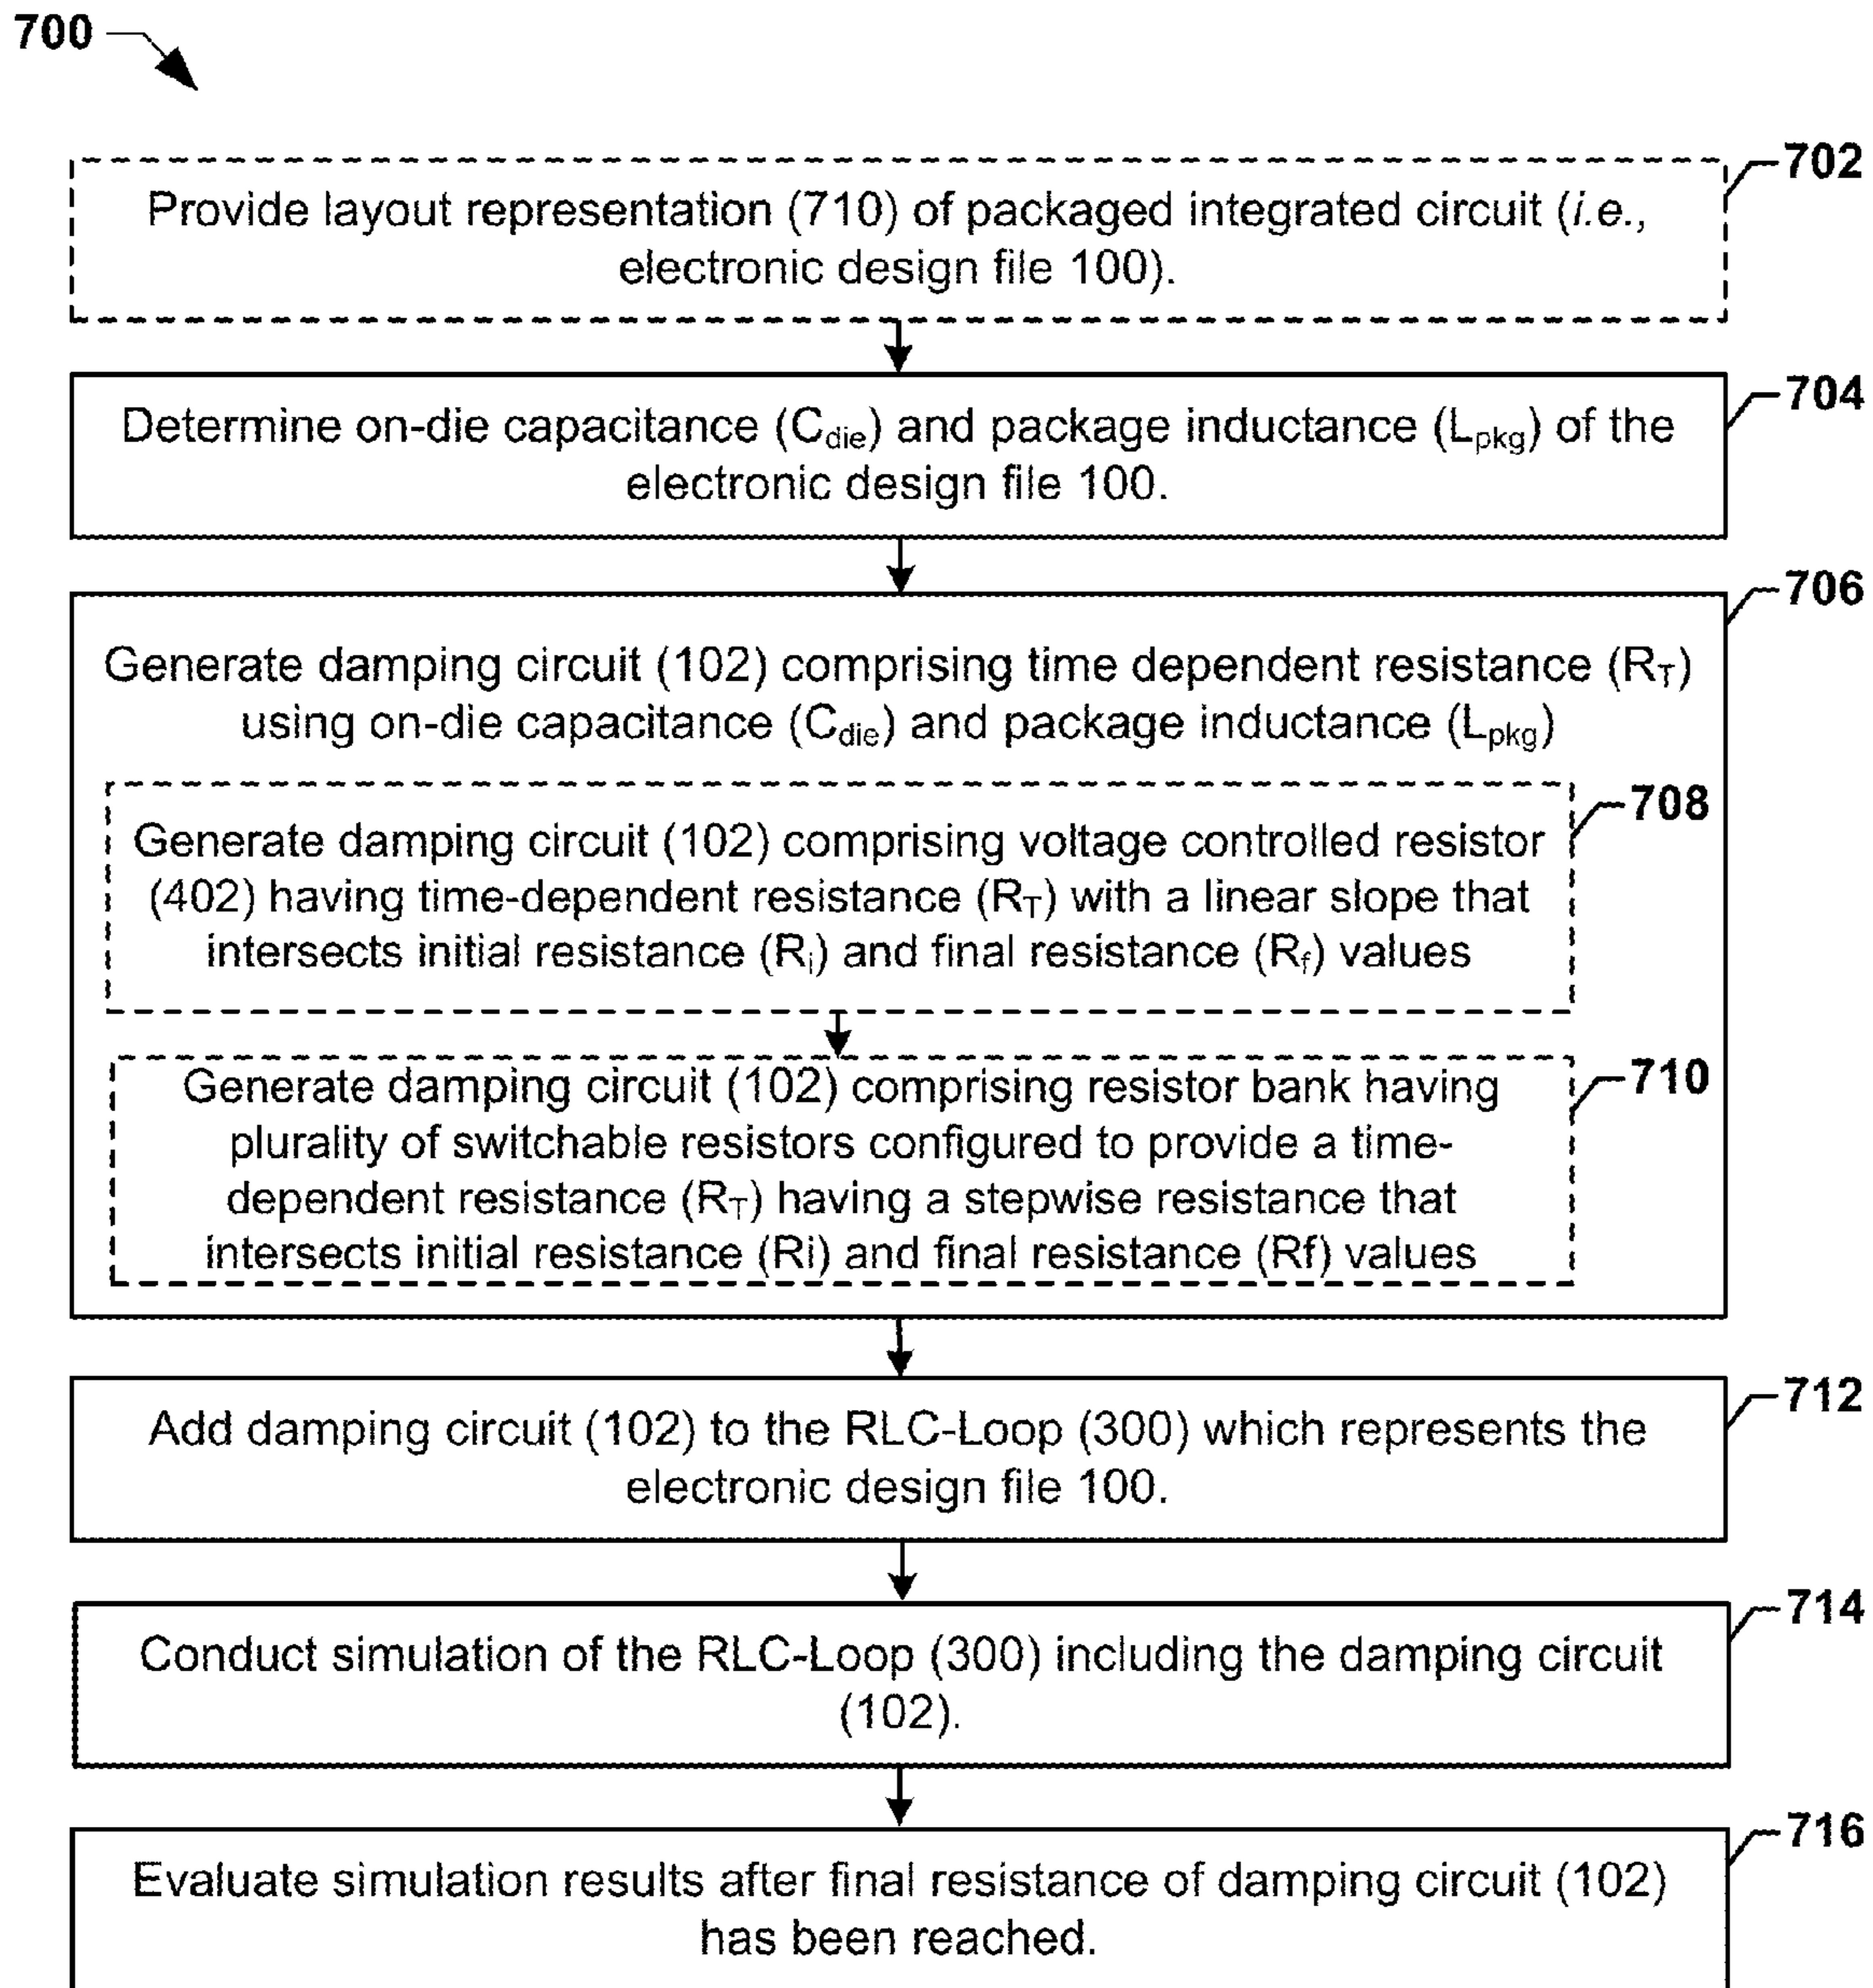 700
702
Provide layout representation (710) of packaged integrated circuit (i.e.,
electronic design file 100).
704
Determine on-die capacitance (Cdie) and package inductance (Lpkg) of the
electronic design file 100.
706
Generate damping circuit (102) comprising time dependent resistance (RT)
using on-die capacitance (Cdie) and package inductance (Lpkg)
708
Generate damping circuit (102) comprising voltage controlled resistor
(402) having time-dependent resistance (RT) with a linear slope that
intersects initial resistance (Ri) and final resistance (Rf) values
710
Generate damping circuit (102) comprising resistor bank having
plurality of switchable resistors configured to provide a time-
dependent resistance (RT) having a stepwise resistance that
intersects initial resistance (Ri) and final resistance (Rf) values
712
Add damping circuit (102) to the RLC-Loop (300) which represents the
electronic design file 100.
714
Conduct simulation of the RLC-Loop (300) including the damping circuit
(102).
716
Evaluate simulation results after final resistance of damping circuit (102)
has been reached.